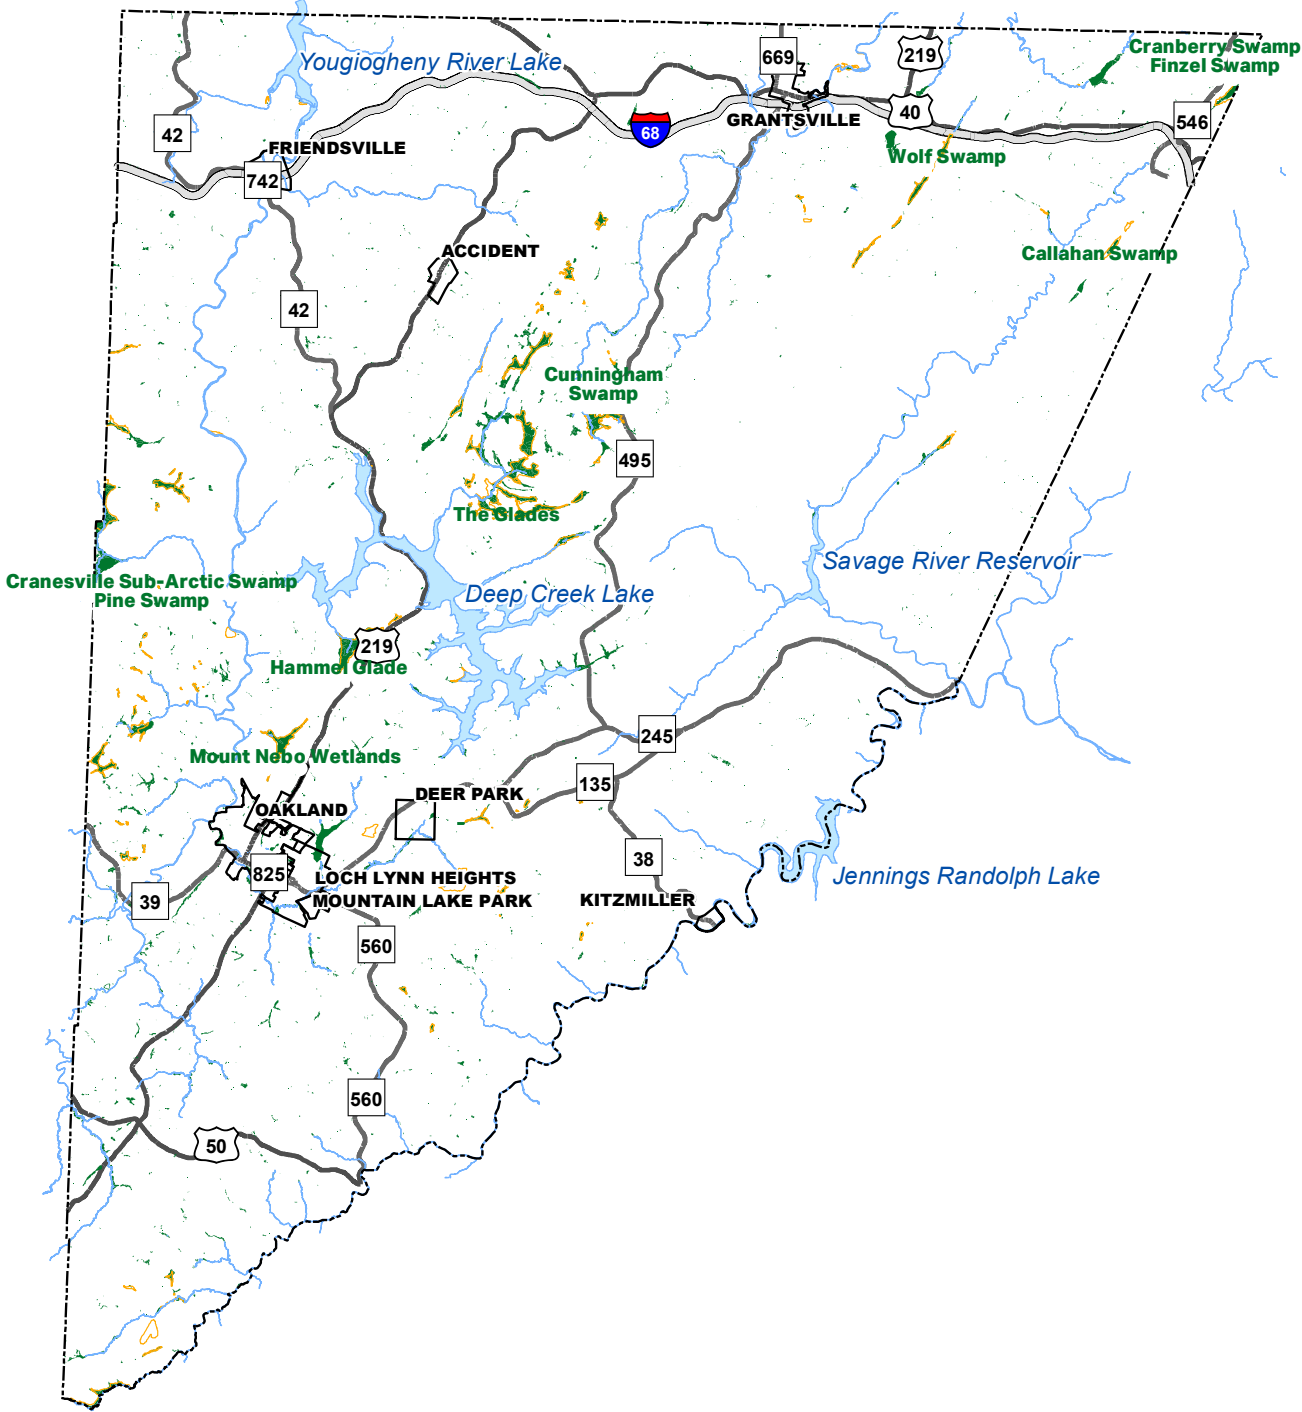 Yougiogheny River Lake
669
219
Cranberry Swamp
Finzel Swamp
42
68
40
546
GRANTSVILLE
FRIENDSVILLE
Wolf Swamp
742
ACCIDENT
Callahan Swamp
42
Cunningham
Swamp
495
The Glades
Savage River Reservoir
Cranesville Sub-Arctic Swamp
Pine Swamp
Deep Creek Lake
219
Hammel Glade
245
Mount Nebo Wetlands
135
DEER PARK
OAKLAND
38
825
LOCH LYNN HEIGHTS
Jennings Randolph Lake
39
MOUNTAIN LAKE PARK
KITZMILLER
560
560
50